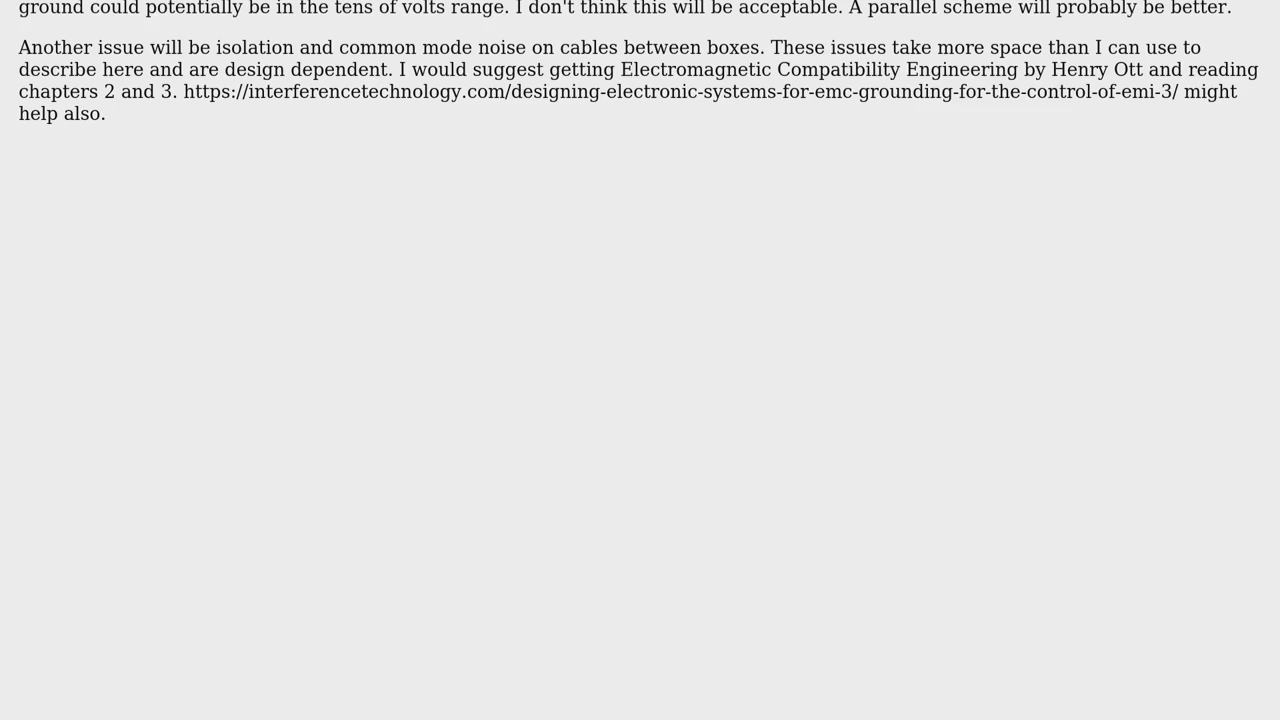 ground could potentially be in the tens of volts range. I don't think this will be acceptable. A parallel scheme will probably be better.
Another issue will be isolation and common mode noise on cables between boxes. These issues take more space than I can use to
describe here and are design dependent. I would suggest getting Electromagnetic Compatibility Engineering by Henry Ott and reading
chapters 2 and 3. https://interferencetechnology.com/designing-electronic-systems-for-emc-grounding-for-the-control-of-emi-3/ might
help also.